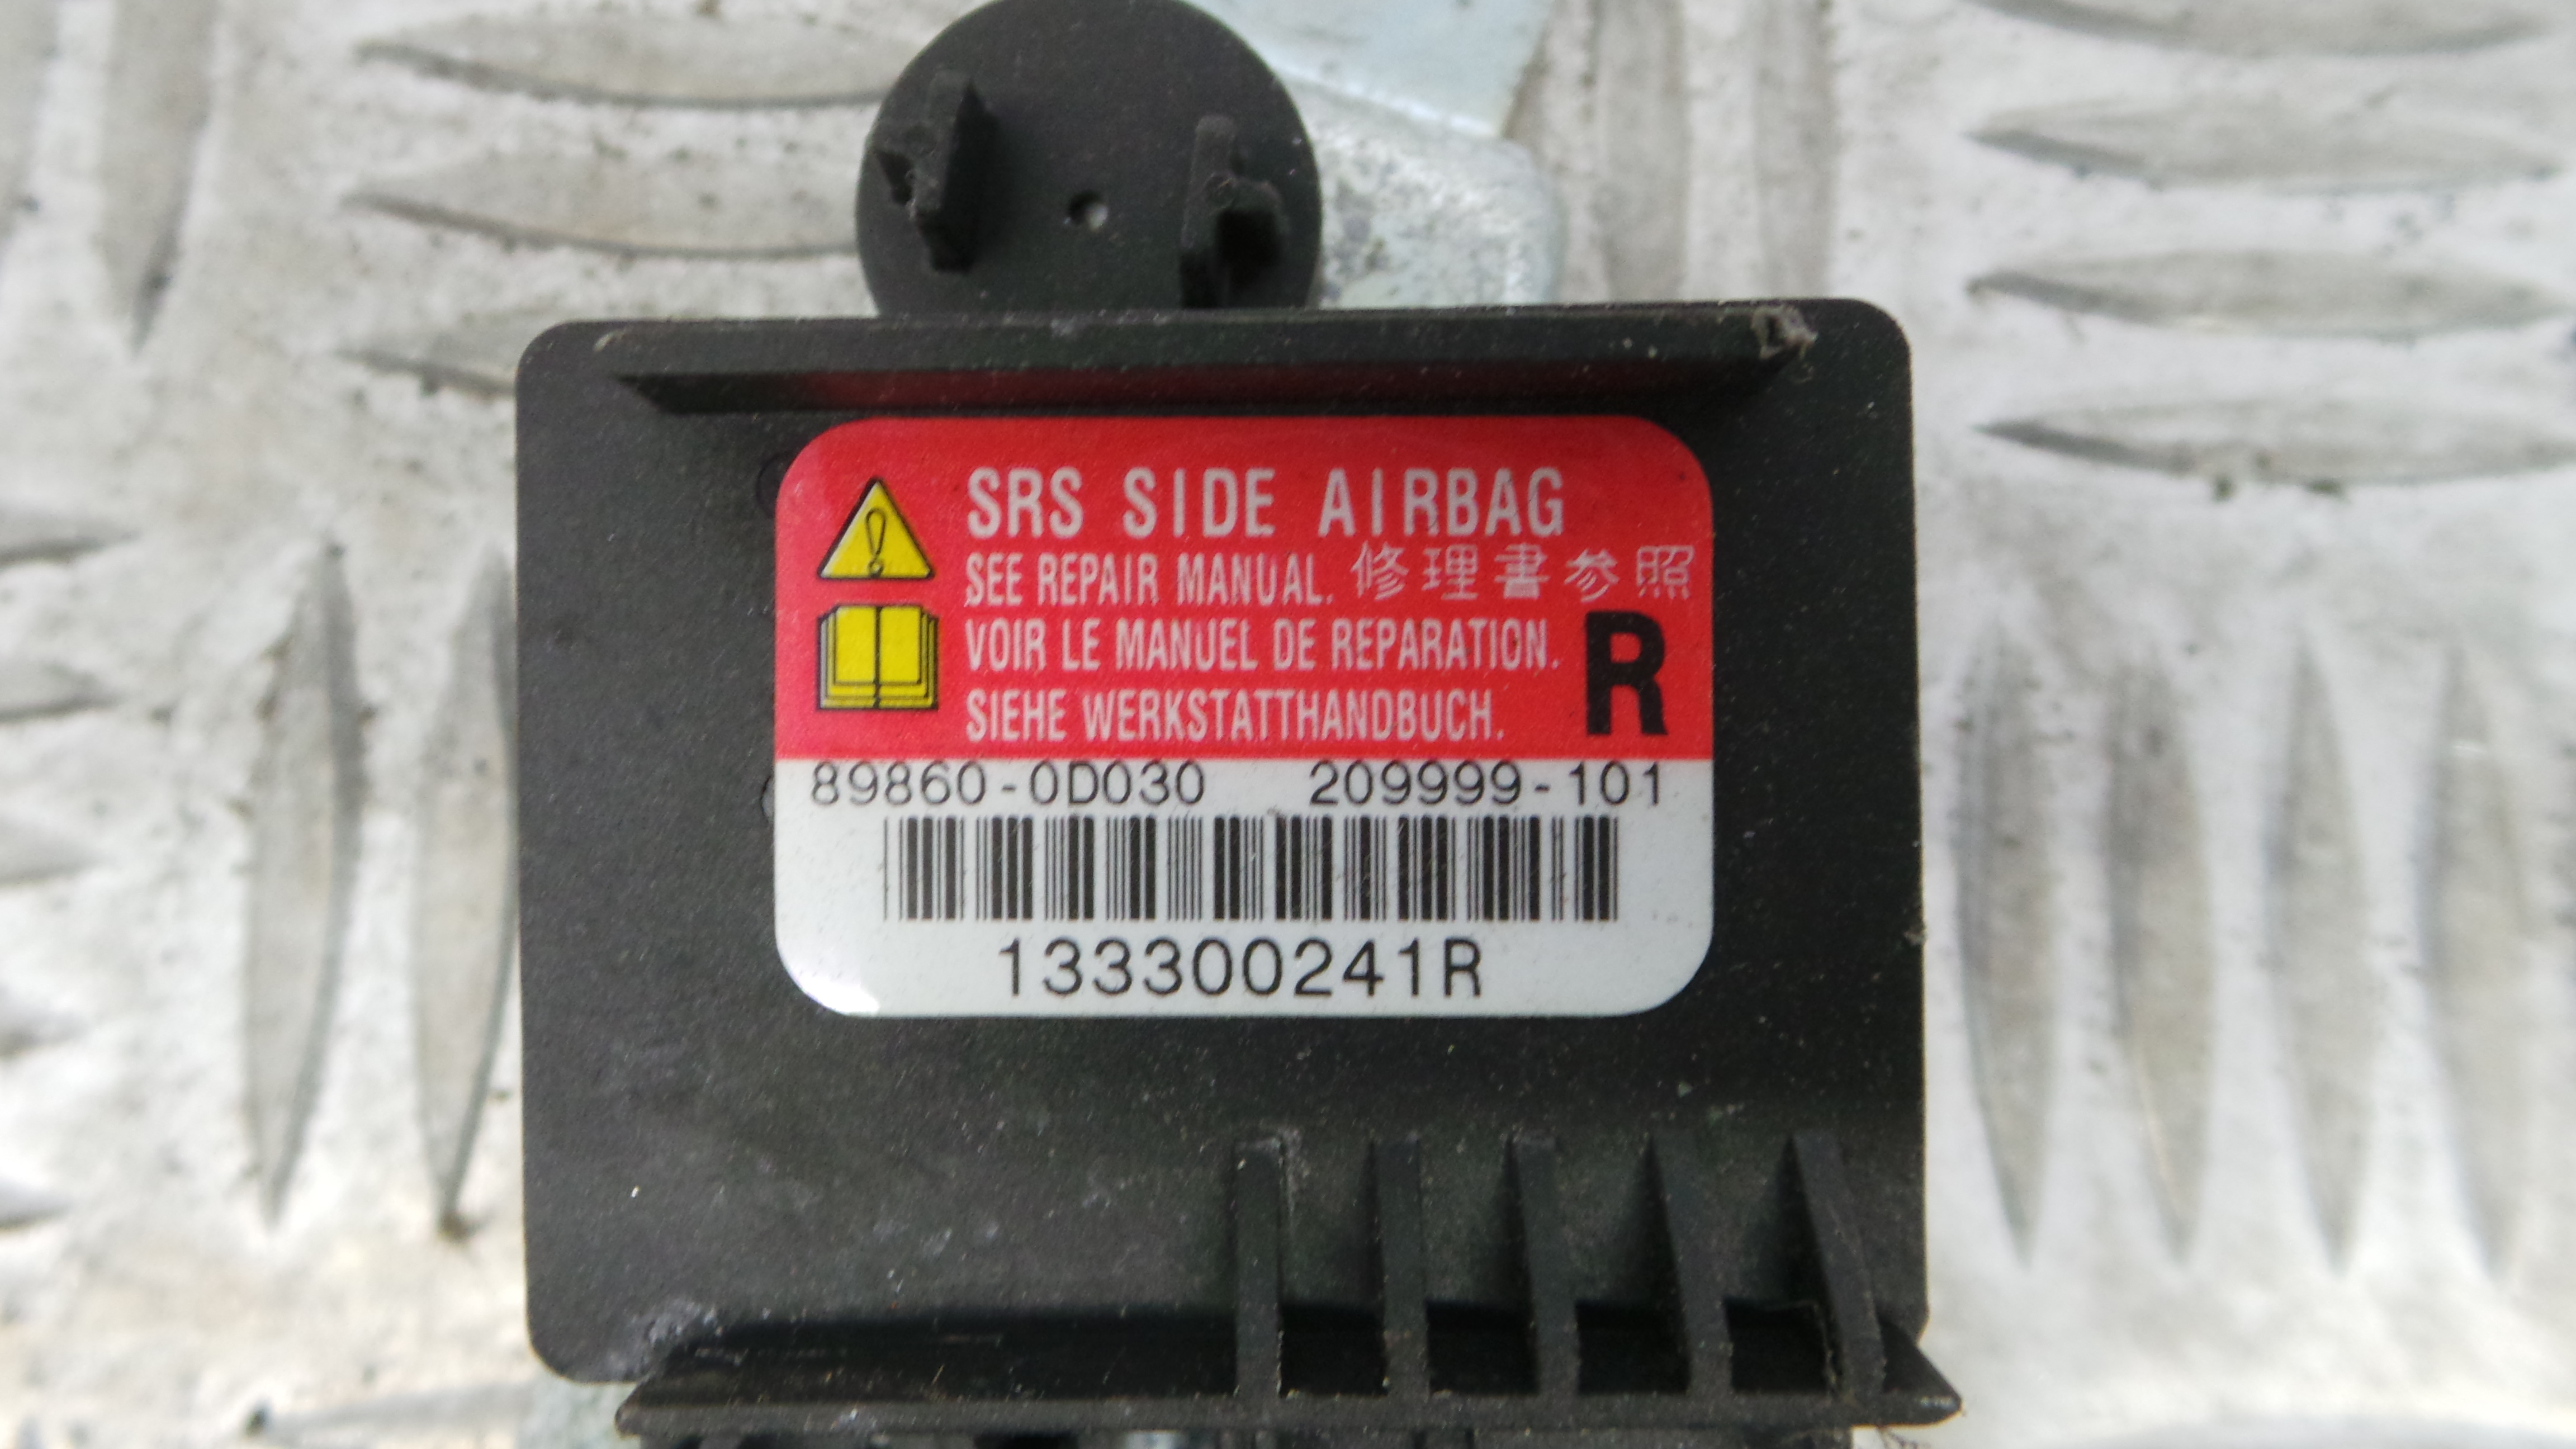 SRS SIDE AIRBAG
SEE REPAIR MANUAL. 修理書参照
VOIR LE MANUEL DE REPARATION.
SIEHE WERKSTATTHANDBUCH.
R
89860-0D030 209999-101
133300241R